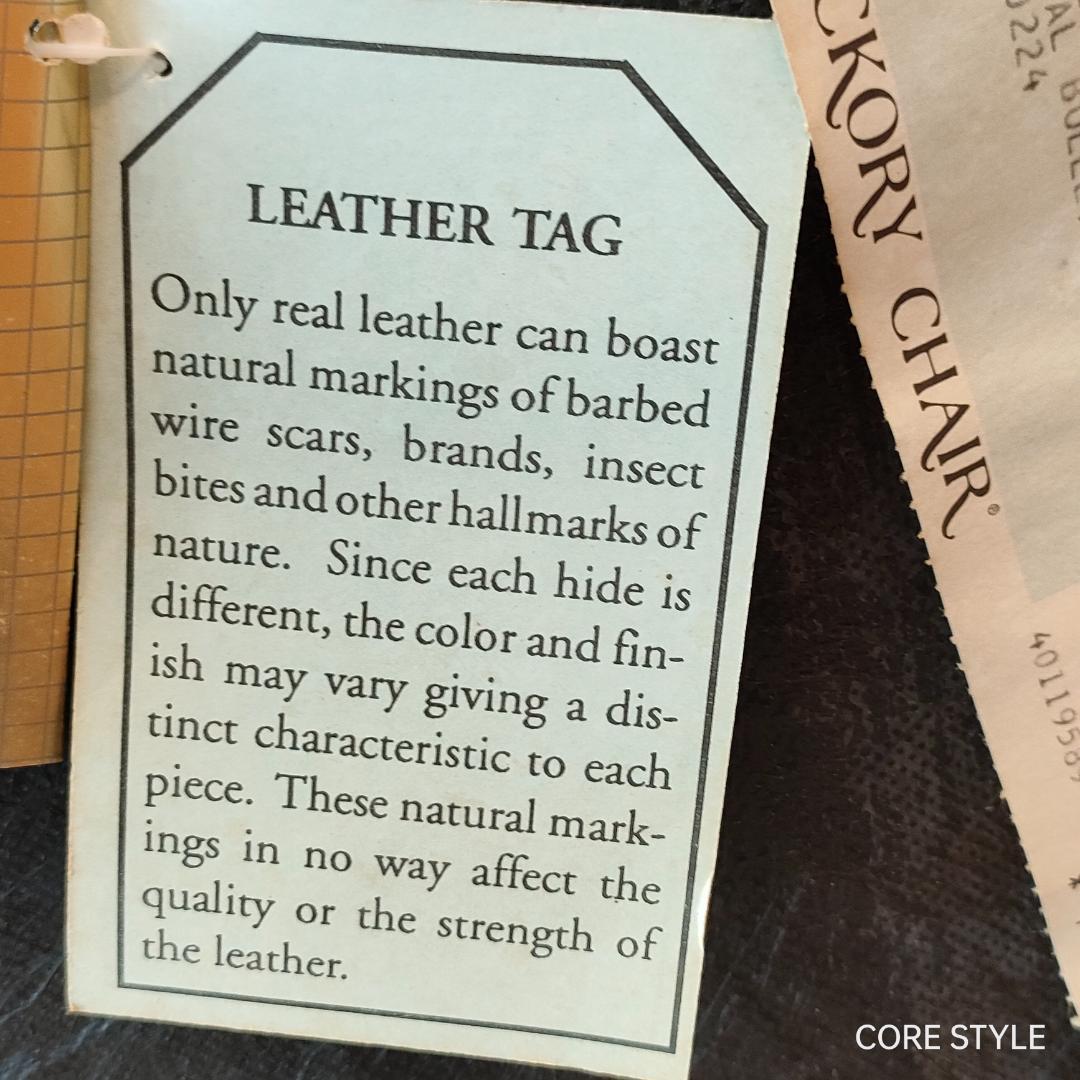 LEATHER TAG
Only real leather can boast
natural markings of barbed
wire scars, brands, insect
bites and other hallmarks of
nature. Since each hide is
different, the color and fin-
ish may vary giving a dis-
tinct characteristic to each
piece. These natural mark-
ings in no way affect the
quality or the strength of
the leather.
CKORY CHAIR®
0224
4011958
CORE STYLE